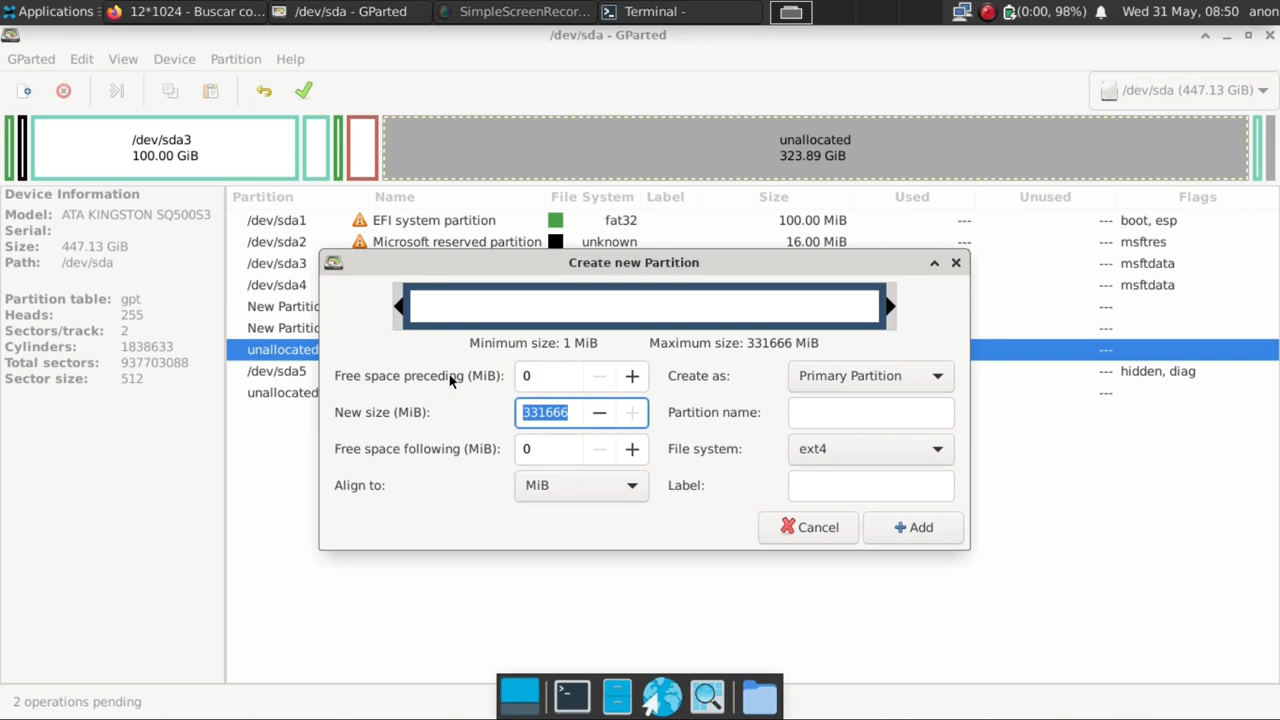 Applications
12*1024 - Buscar co...
/dev/sda - GParted
SimpleScreenRecor...
Terminal -
(0:00, 98%)
Wed 31 May, 08:50
anon
/dev/sda - GParted
GParted Edit View Device Partition Help
/dev/sda (447.13 GiB)
/dev/sda3
100.00 GiB
unallocated
323.89 GiB
Device Information
Model: ATA KINGSTON SQ500S3
Serial:
Size: 447.13 GiB
Path: /dev/sda
Partition table: gpt
Heads: 255
Sectors/track: 2
Cylinders: 1838633
Total sectors: 937703088
Sector size: 512
Partition Name File System Label Size Used Unused Flags
/dev/sda1 EFI system partition fat32 100.00 MiB --- --- boot, esp
/dev/sda2 Microsoft reserved partition unknown 16.00 MiB --- --- msftres
/dev/sda3 --- msftdata
/dev/sda4 --- msftdata
New Partitio ---
New Partitio ---
unallocated ---
/dev/sda5 --- hidden, diag
unallocated ---
Create new Partition
Minimum size: 1 MiB Maximum size: 331666 MiB
Free space preceding (MiB): 0 Create as: Primary Partition
New size (MiB): 331666 Partition name:
Free space following (MiB): 0 File system: ext4
Align to: MiB Label:
Cancel Add
2 operations pending